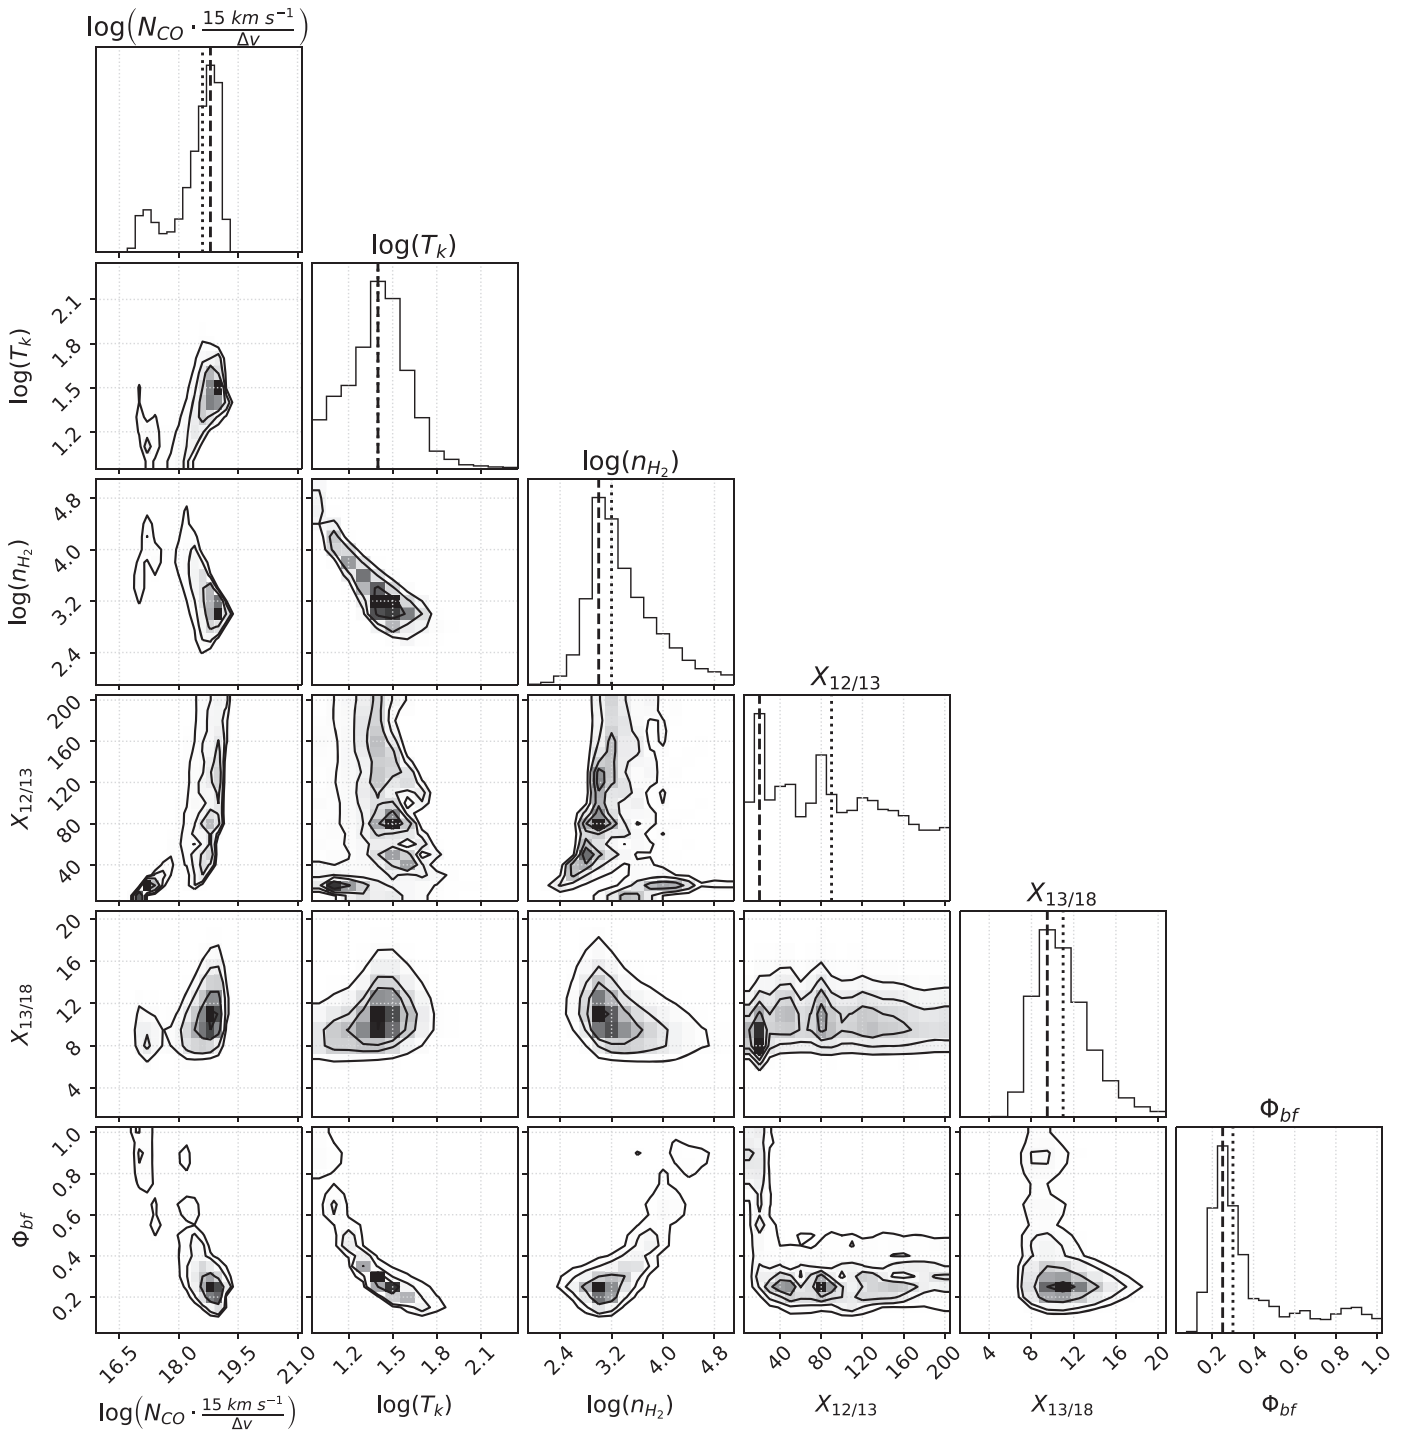 log(N_CO · 15 km s⁻¹ / Δv)
log(T_k)
2.1
1.8
1.5
1.2
log(T_k)
log(n_H₂)
4.8
4.0
3.2
2.4
log(n_H₂)
X_12/13
200
160
120
80
40
X_12/13
X_13/18
20
16
12
8
4
X_13/18
Φ_bf
1.0
0.8
0.6
0.4
0.2
Φ_bf
16.5 18.0 19.5 21.0 1.2 1.5 1.8 2.1 2.4 3.2 4.0 4.8 40 80 120 160 200 4 8 12 16 20 0.2 0.4 0.6 0.8 1.0
log(N_CO · 15 km s⁻¹ / Δv) log(T_k) log(n_H₂) X_12/13 X_13/18 Φ_bf